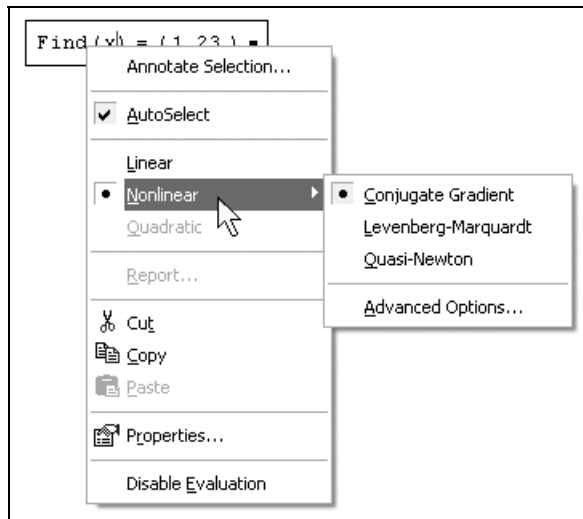 Find(x) = (1.23) ▪
Annotate Selection...
AutoSelect
Linear
Nonlinear
Quadratic
Report...
Cut
Copy
Paste
Properties...
Disable Evaluation
Conjugate Gradient
Levenberg-Marquardt
Quasi-Newton
Advanced Options...